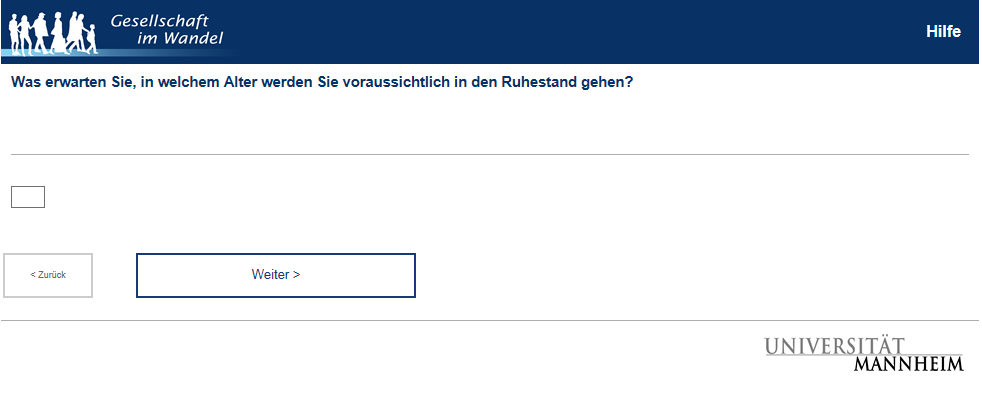 Gesellschaft
im Wandel
Hilfe
Was erwarten Sie, in welchem Alter werden Sie voraussichtlich in den Ruhestand gehen?
< Zurück
Weiter >
UNIVERSITÄT
MANNHEIM